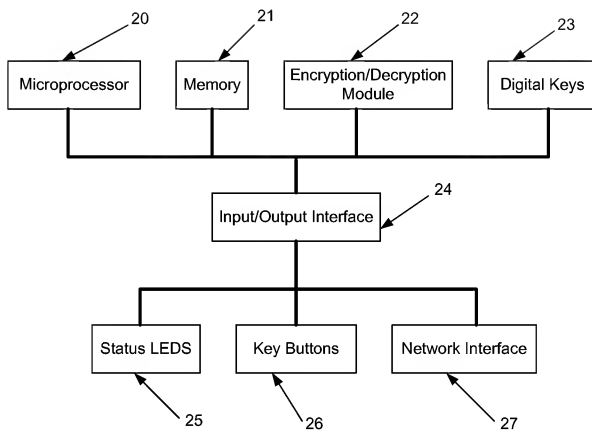 20
21
22
23
Microprocessor
Memory
Encryption/Decryption
Module
Digital Keys
24
Input/Output Interface
Status LEDS
Key Buttons
Network Interface
25
26
27